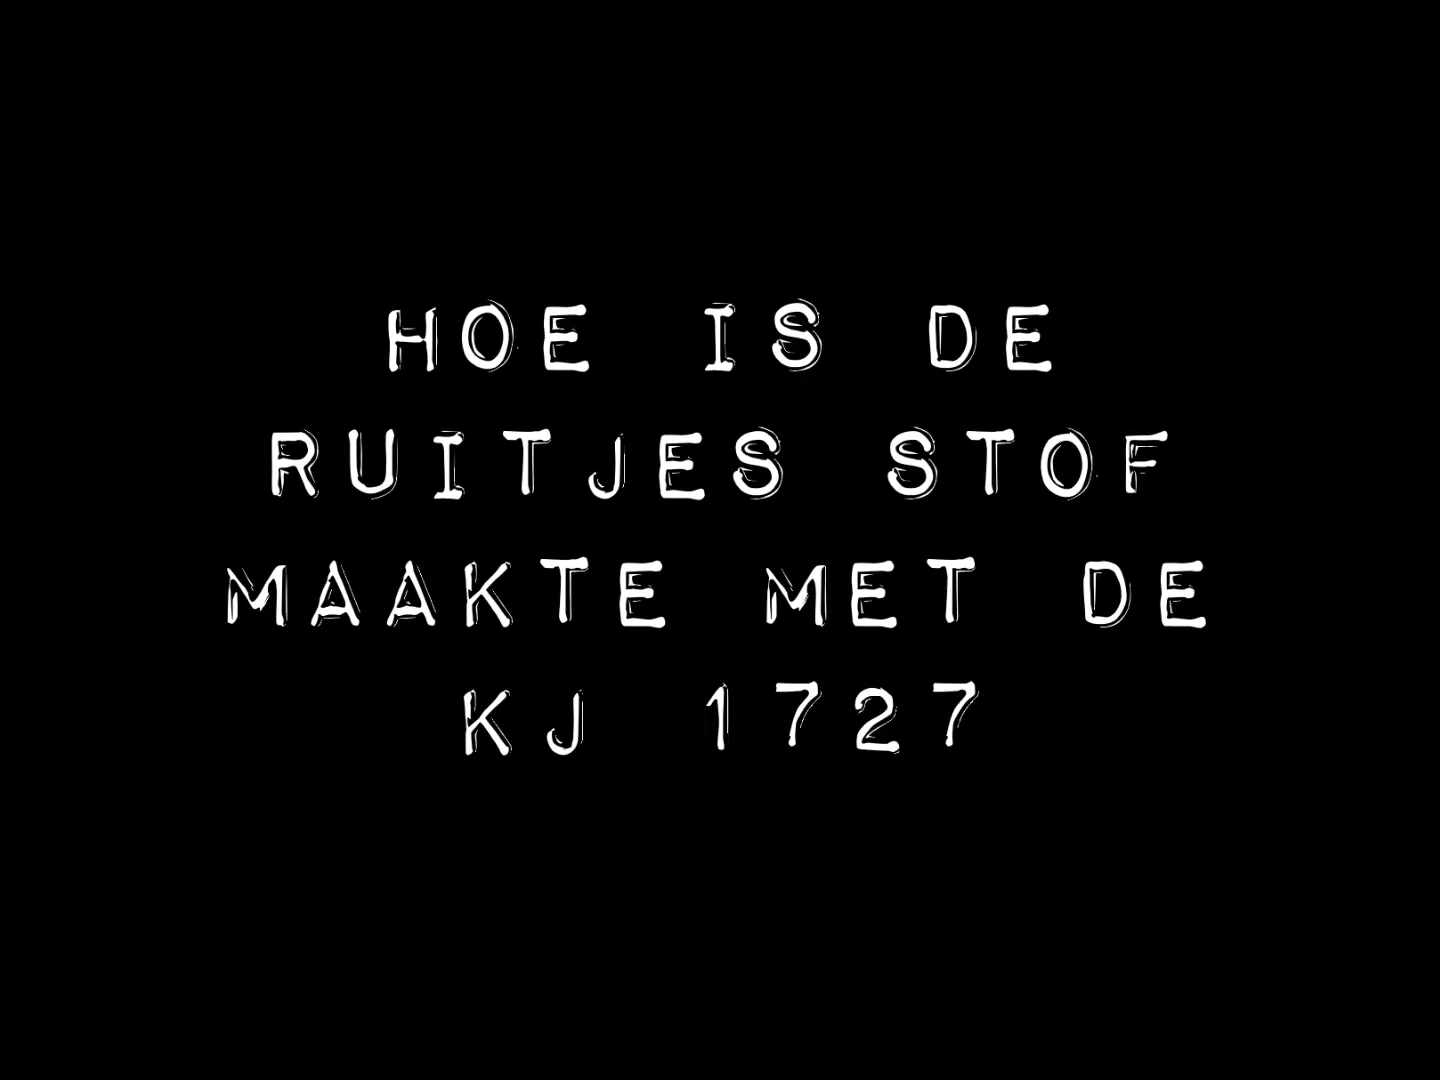 HOE IS DE
RUITJES STOF
MAAKTE MET DE
KJ 1727